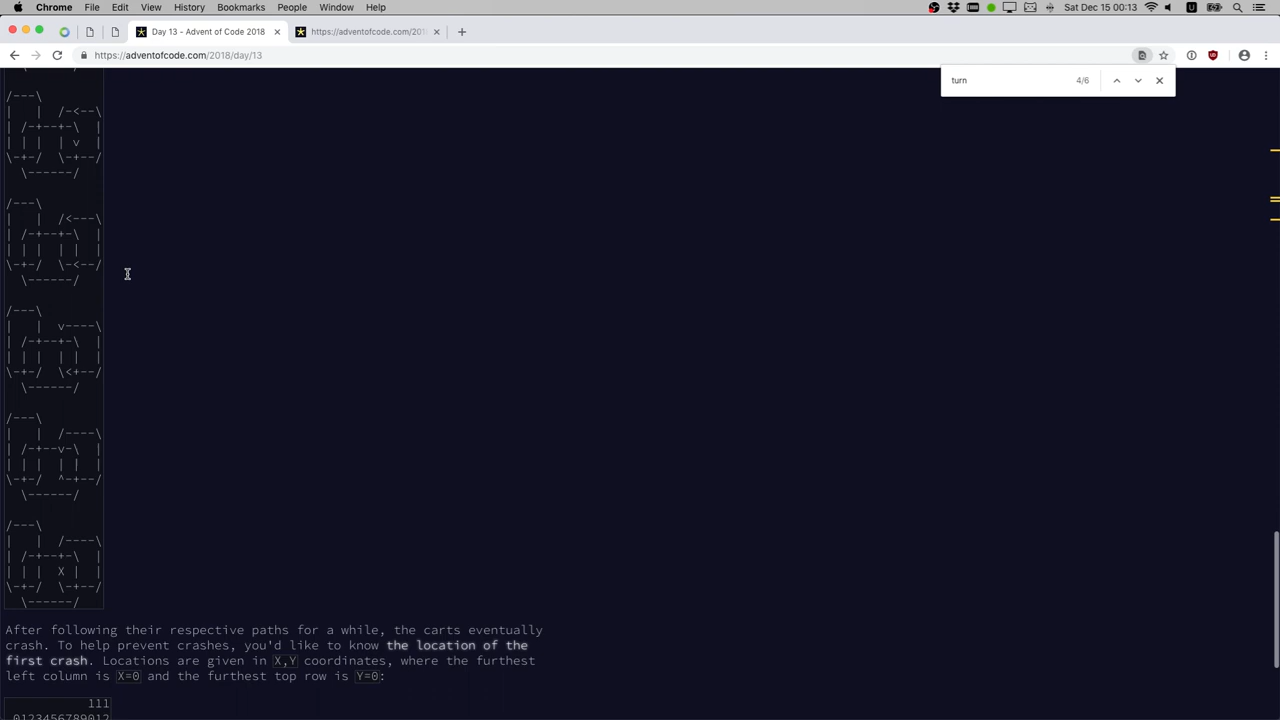 Chrome File Edit View History Bookmarks People Window Help Sat Dec 15 00:13
Day 13 - Advent of Code 2018 https://adventofcode.com/201
https://adventofcode.com/2018/day/13
turn 4/6
/---\
|   |  /-<--\
| /-+--+-\  |
| | |  | v  |
\-+-/  \-+--/
  \------/
/---\
|   |  /<---\
| /-+--+-\  |
| | |  | |  |
\-+-/  \-<--/
  \------/
/---\
|   |  v----\
| /-+--+-\  |
| | |  | |  |
\-+-/  \<+--/
  \------/
/---\
|   |  /----\
| /-+--v-\  |
| | |  | |  |
\-+-/  ^-+--/
  \------/
/---\
|   |  /----\
| /-+--+-\  |
| | |  X |  |
\-+-/  \-+--/
  \------/
After following their respective paths for a while, the carts eventually
crash. To help prevent crashes, you'd like to know the location of the
first crash. Locations are given in X,Y coordinates, where the furthest
left column is X=0 and the furthest top row is Y=0:
111
0123456789012